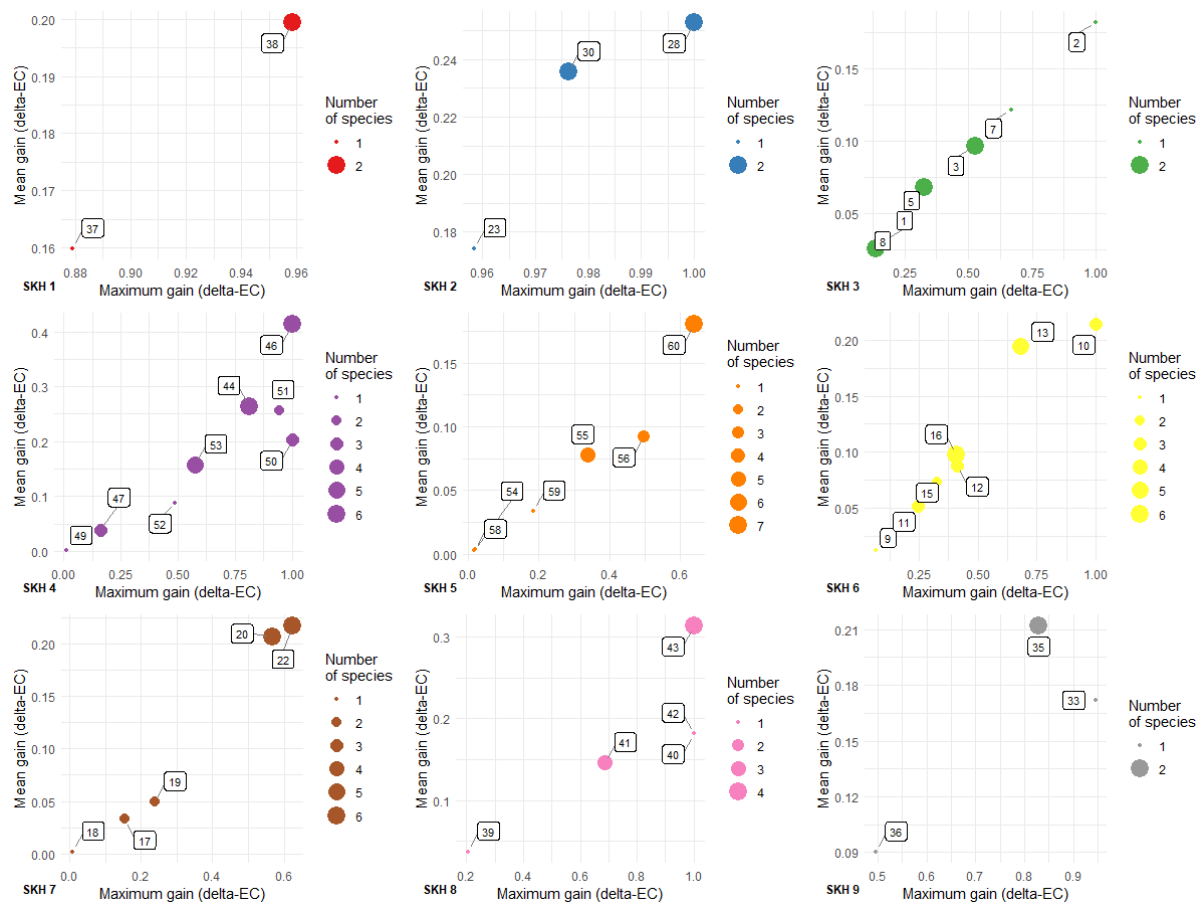 0.20
0.19
0.18
0.17
0.16
Mean gain (delta-EC)
38
37
0.88 0.90 0.92 0.94 0.96
SKH 1 Maximum gain (delta-EC)
Number
of species
1
2
0.24
0.22
0.20
0.18
Mean gain (delta-EC)
30
28
23
0.96 0.97 0.98 0.99 1.00
SKH 2 Maximum gain (delta-EC)
Number
of species
1
2
0.15
0.10
0.05
Mean gain (delta-EC)
2
7
3
5
1
8
0.25 0.50 0.75 1.00
SKH 3 Maximum gain (delta-EC)
Number
of species
1
2
0.4
0.3
0.2
0.1
0.0
Mean gain (delta-EC)
46
44
51
53
50
47
52
49
0.00 0.25 0.50 0.75 1.00
SKH 4 Maximum gain (delta-EC)
Number
of species
1
2
3
4
5
6
0.15
0.10
0.05
0.00
Mean gain (delta-EC)
60
55
56
54
59
58
0.0 0.2 0.4 0.6
SKH 5 Maximum gain (delta-EC)
Number
of species
1
2
3
4
5
6
7
0.20
0.15
0.10
0.05
Mean gain (delta-EC)
13
10
16
12
15
11
9
0.25 0.50 0.75 1.00
SKH 6 Maximum gain (delta-EC)
Number
of species
1
2
3
4
5
6
0.20
0.15
0.10
0.05
0.00
Mean gain (delta-EC)
20
22
19
18
17
0.0 0.2 0.4 0.6
SKH 7 Maximum gain (delta-EC)
Number
of species
1
2
3
4
5
6
0.3
0.2
0.1
Mean gain (delta-EC)
43
42
41
40
39
0.2 0.4 0.6 0.8 1.0
SKH 8 Maximum gain (delta-EC)
Number
of species
1
2
3
4
0.21
0.18
0.15
0.12
0.09
Mean gain (delta-EC)
35
33
36
0.5 0.6 0.7 0.8 0.9
SKH 9 Maximum gain (delta-EC)
Number
of species
1
2